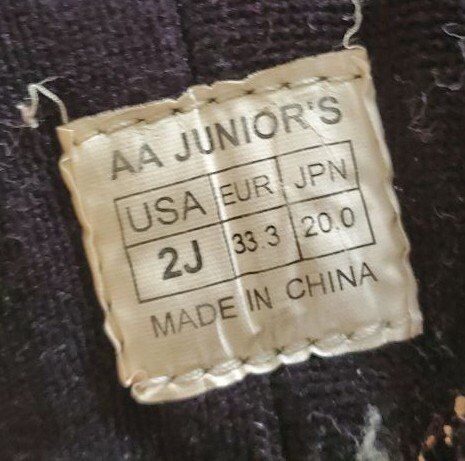 AA JUNIOR'S
USA EUR JPN
2J 33.3 20.0
MADE IN CHINA